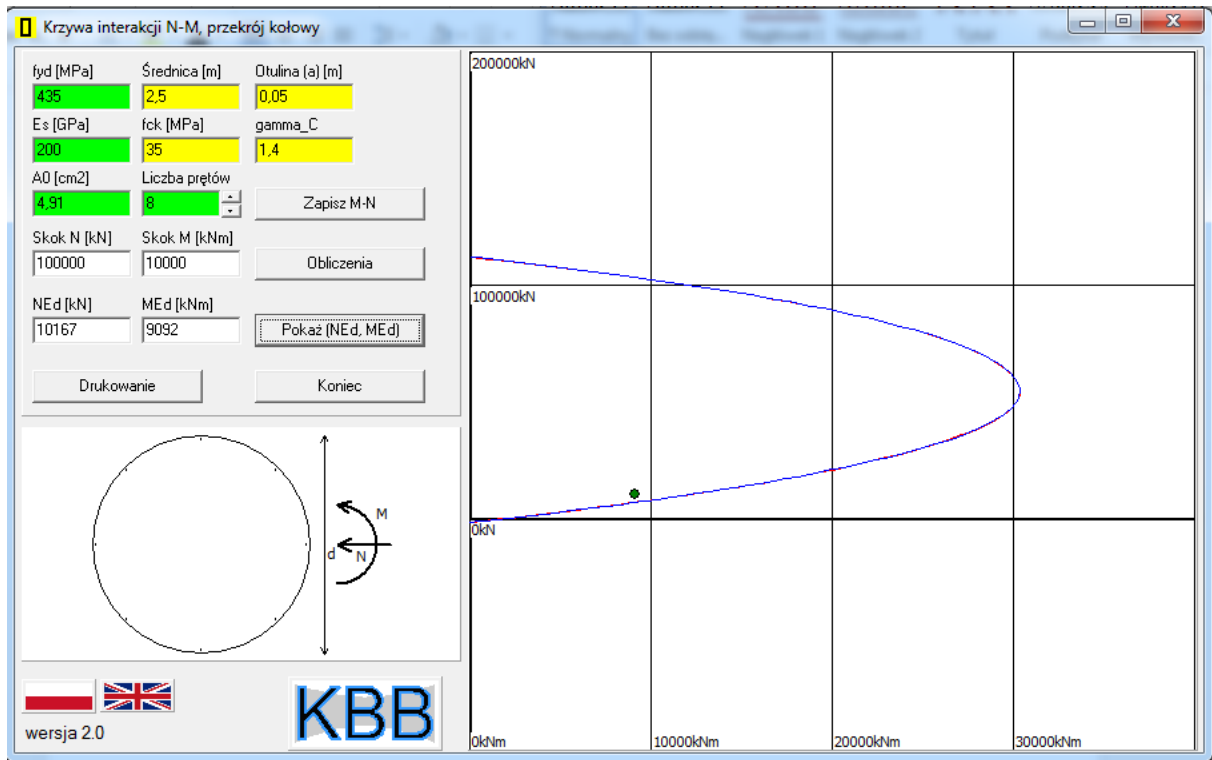 Krzywa interakcji N-M, przekrój kołowy
fyd [MPa] Średnica [m] Otulina (a) [m]
435 2,5 0,05
Es [GPa] fck [MPa] gamma_C
200 35 1,4
A0 [cm2] Liczba prętów
4,91 8 Zapisz M-N
Skok N [kN] Skok M [kNm]
100000 10000 Obliczenia
NEd [kN] MEd [kNm]
10167 9092 Pokaż (NEd, MEd)
Drukowanie Koniec
M
d N
KBB
wersja 2.0
200000kN
100000kN
0kN
0kNm 10000kNm 20000kNm 30000kNm